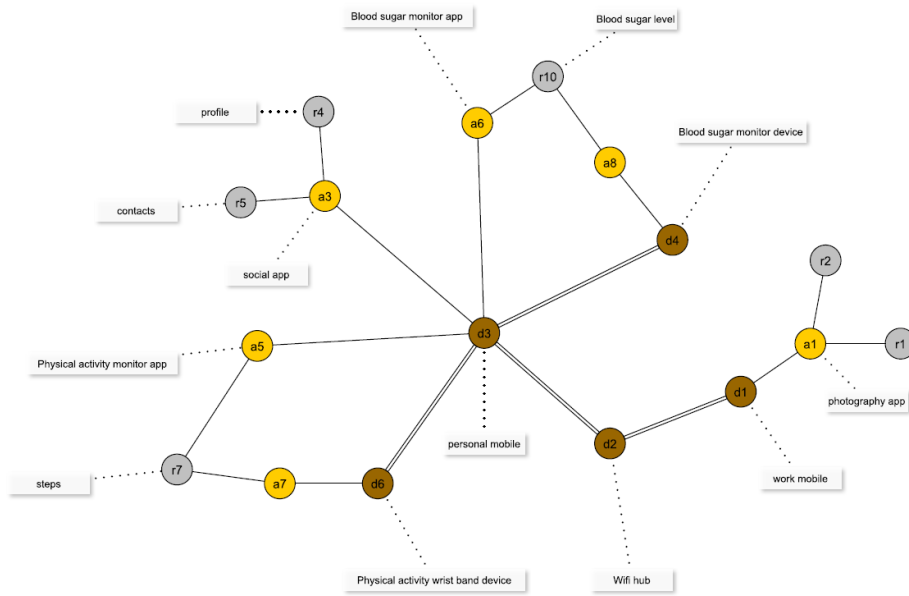 Blood sugar monitor app
Blood sugar level
r10
profile
r4
a6
Blood sugar monitor device
a8
contacts
r5
a3
d4
social app
r2
d3
a5
a1
r1
Physical activity monitor app
d1
photography app
personal mobile
d2
r7
steps
a7
d6
work mobile
Physical activity wrist band device
Wifi hub